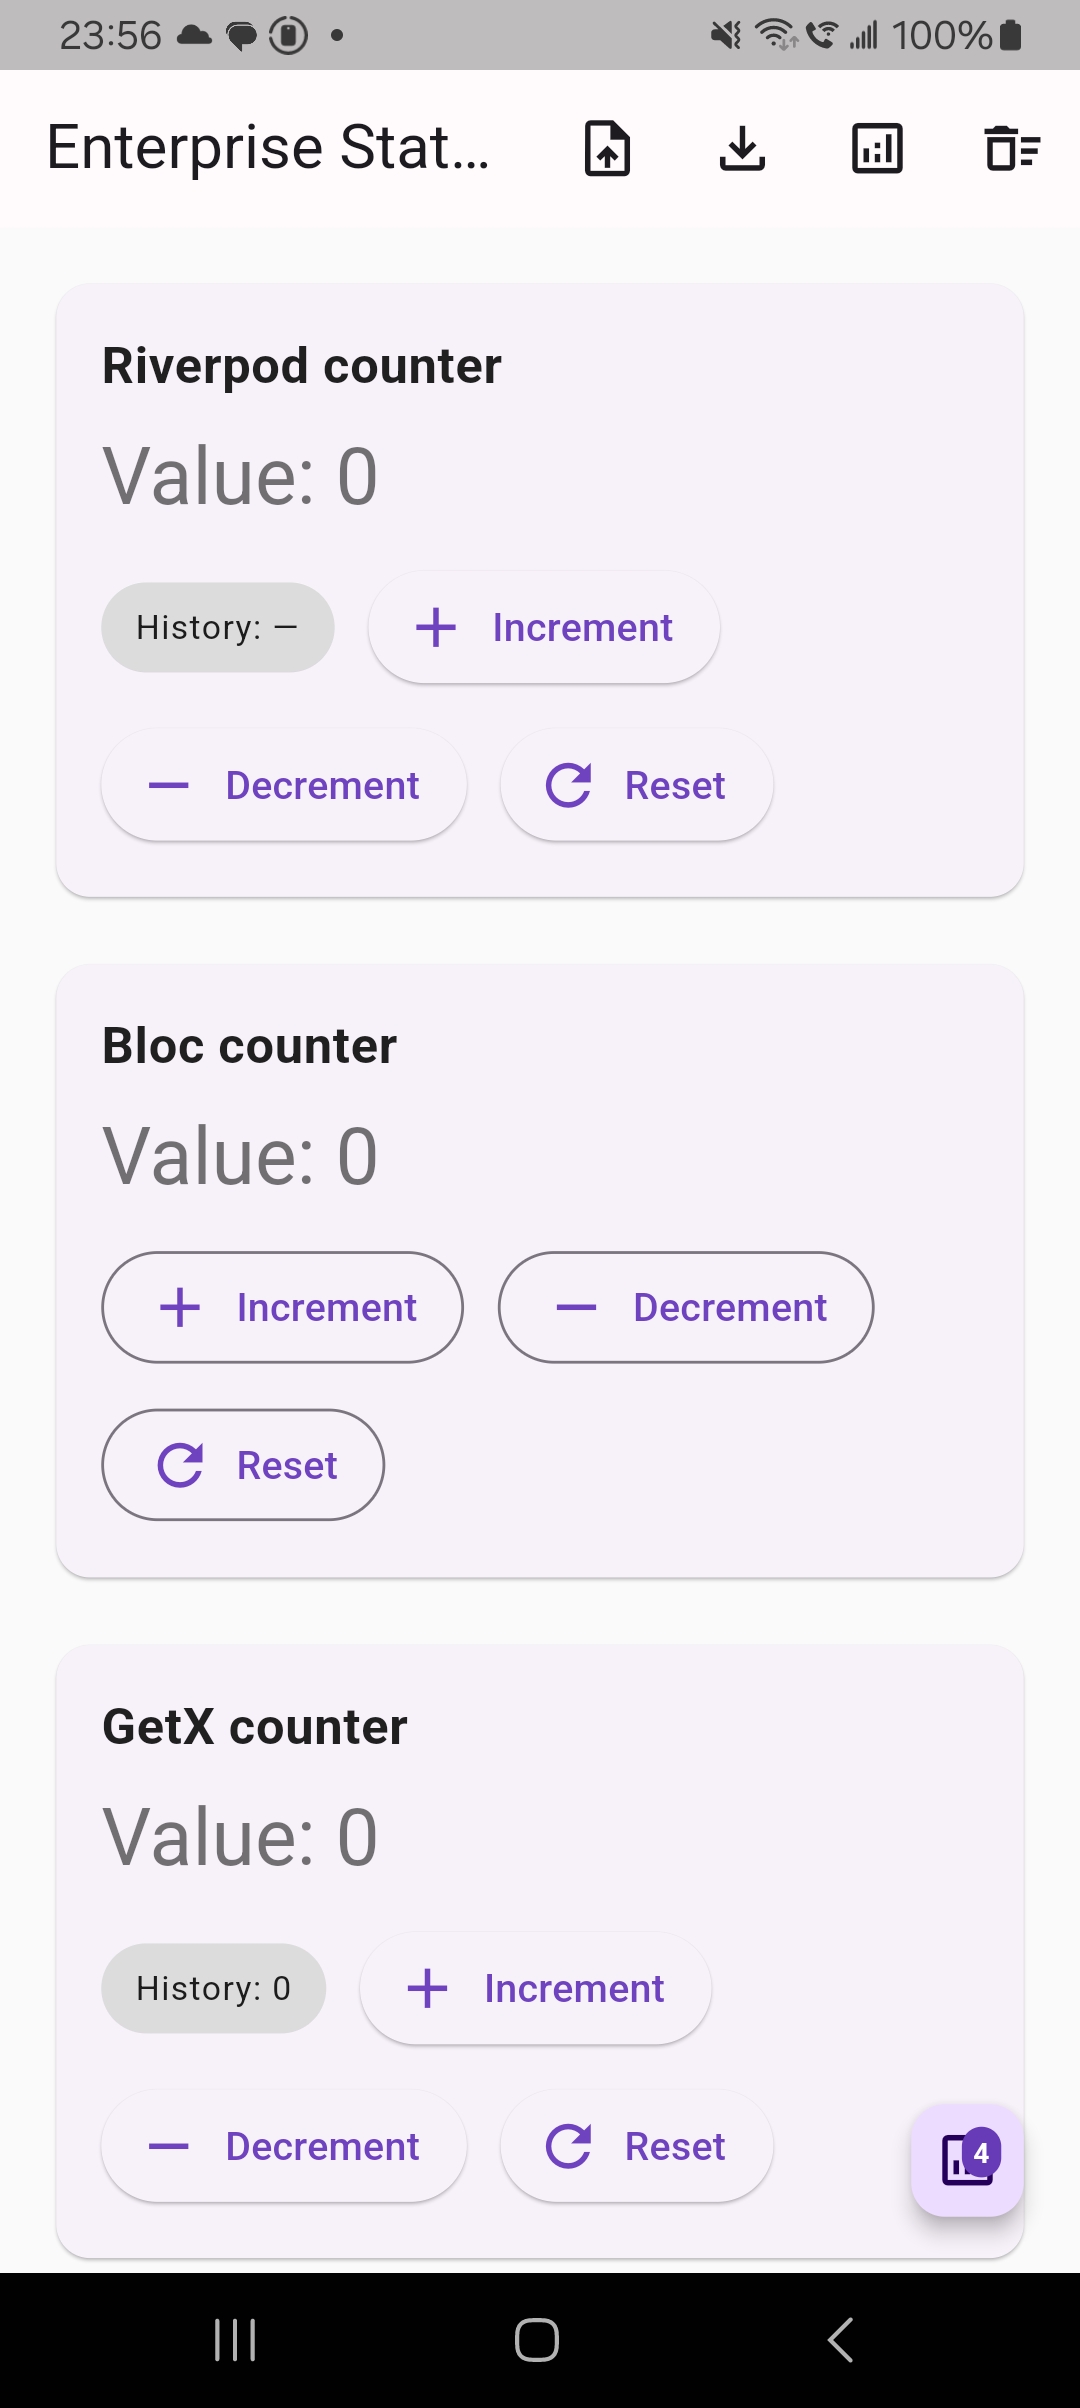 23:56 100%
Enterprise Stat...
Riverpod counter
Value: 0
History: – Increment
Decrement Reset
Bloc counter
Value: 0
Increment Decrement
Reset
GetX counter
Value: 0
History: 0 Increment
Decrement Reset
4